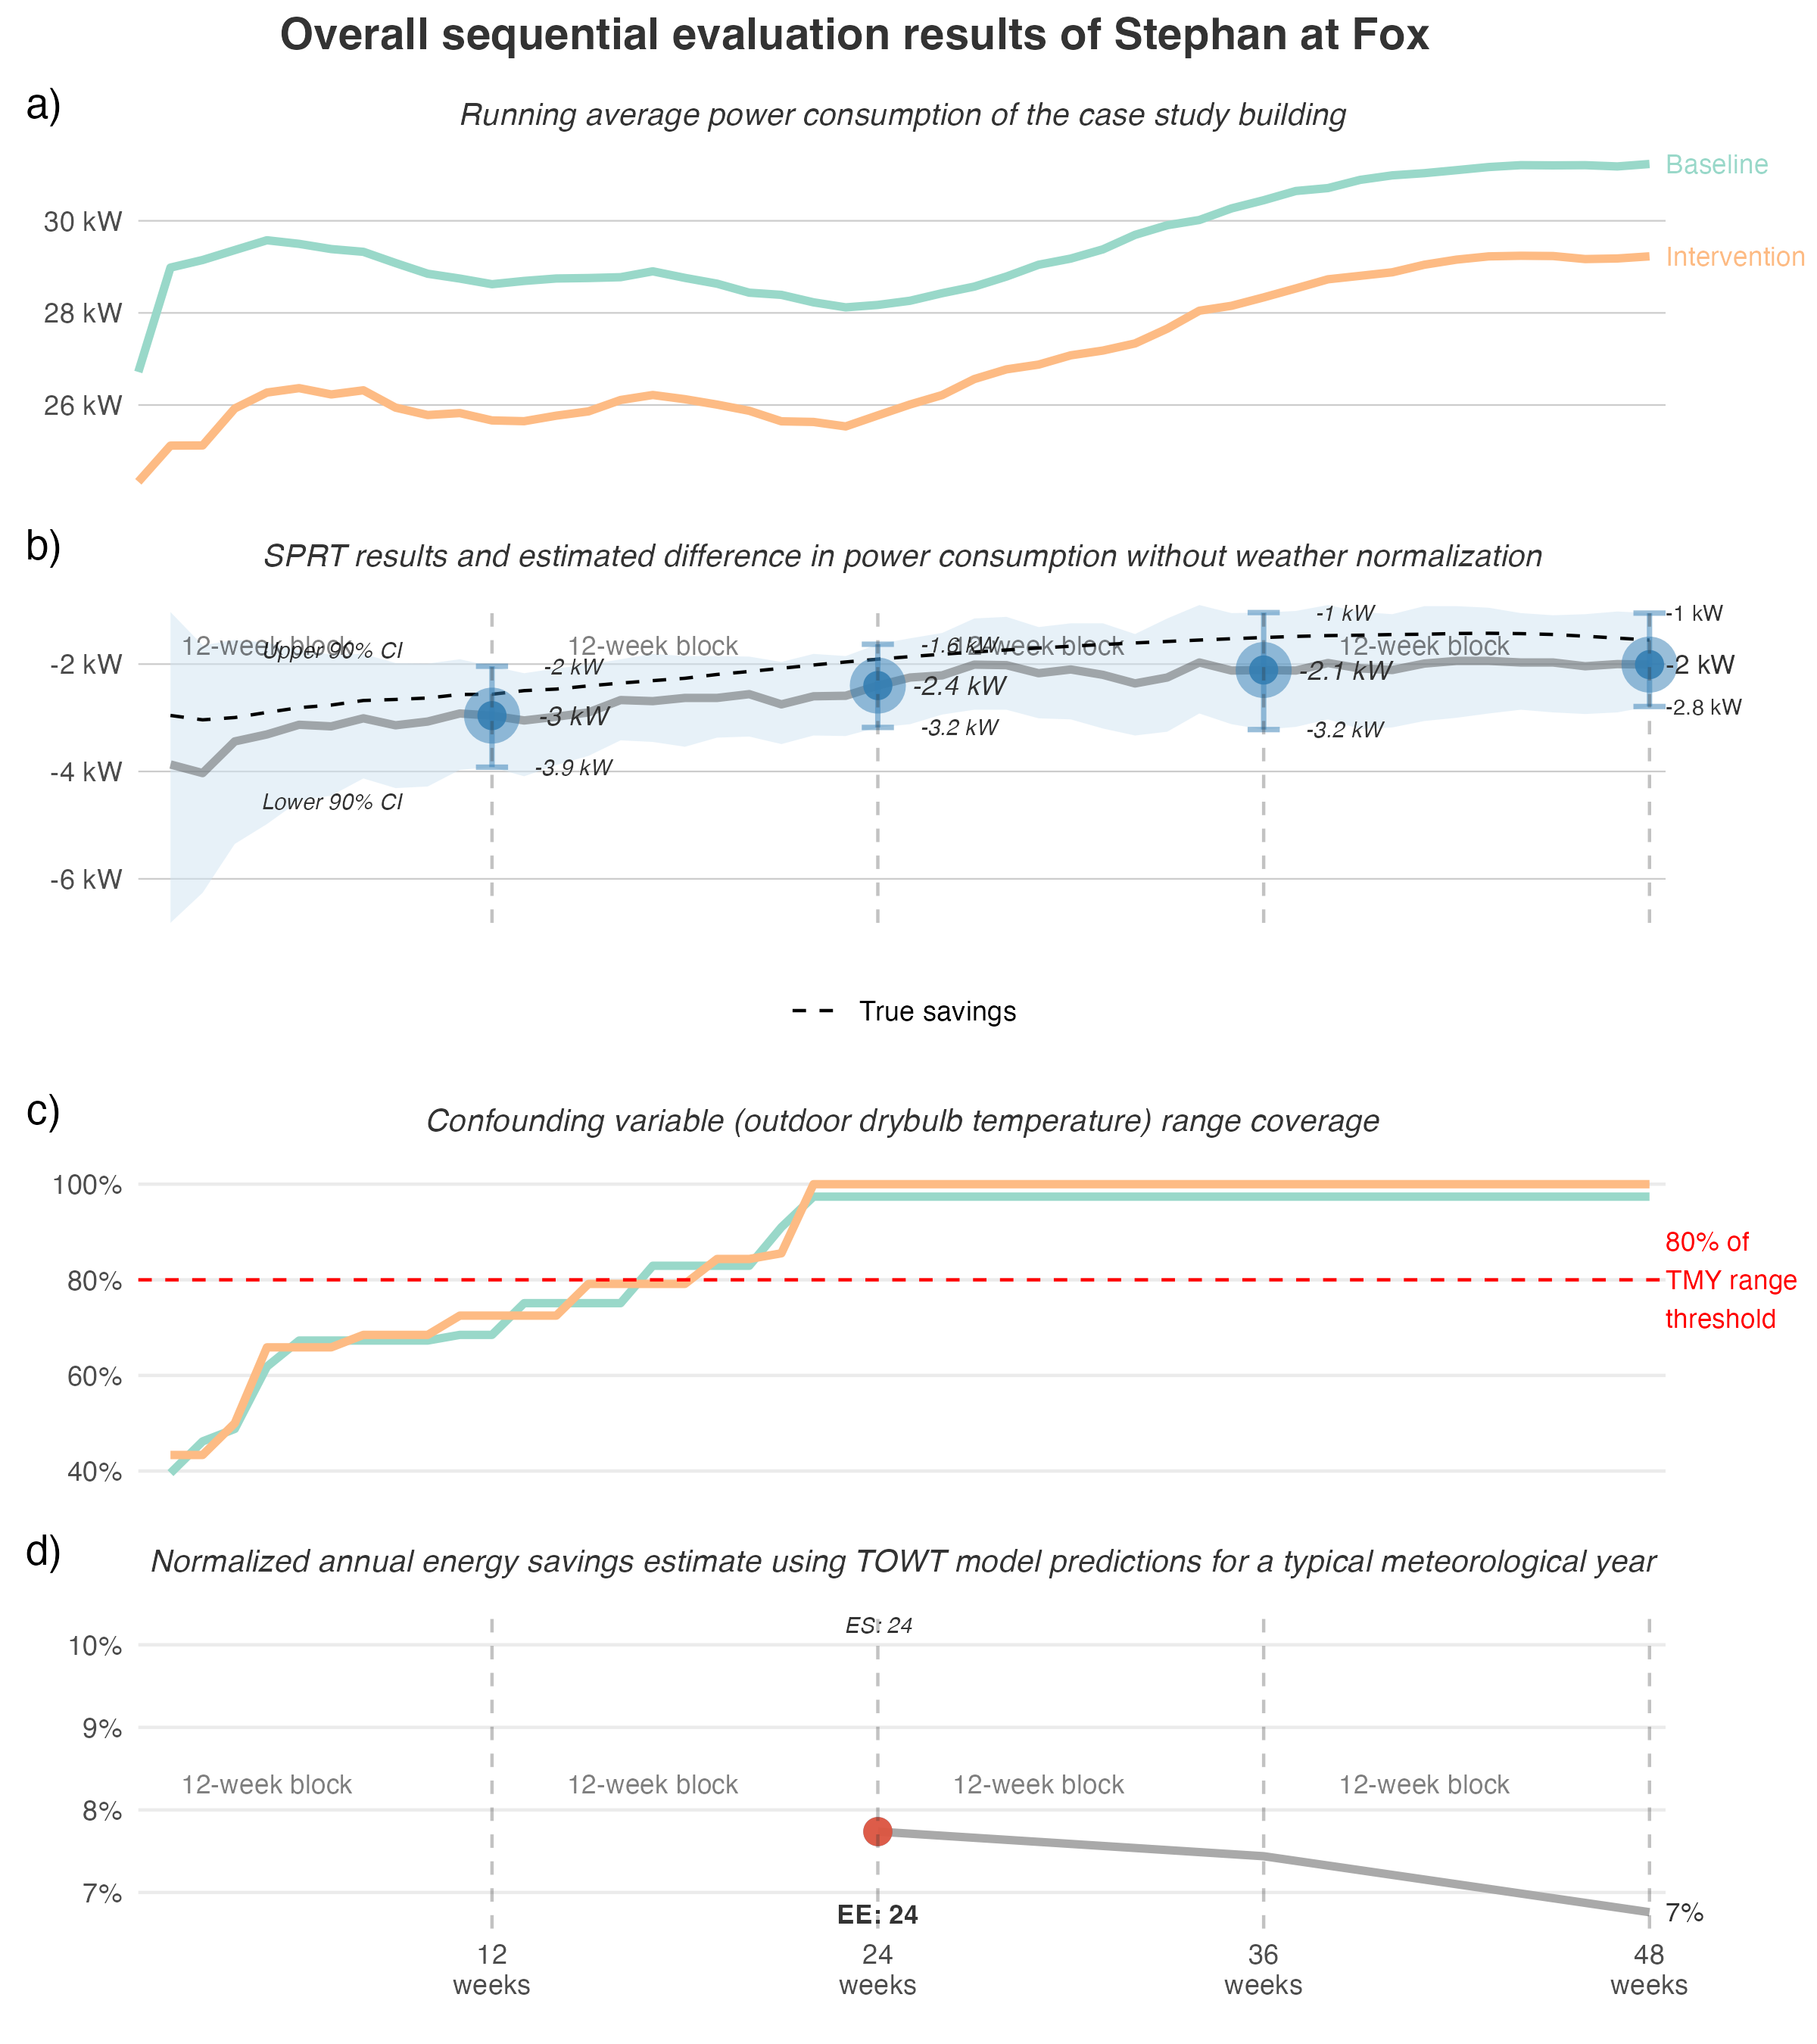 Overall sequential evaluation results of Stephan at Fox
a)
Running average power consumption of the case study building
Baseline
30 kW
Intervention
28 kW
26 kW
b)
SPRT results and estimated difference in power consumption without weather normalization
-1 kW
-1 kW
12-week block
12-week block
12-week block
12-week block
Upper 90% CI
-1.6 kW
-2 kW
-2 kW
-2.1 kW
-2 kW
-2.4 kW
-3 kW
-2.8 kW
-3.2 kW
-3.2 kW
-4 kW
-3.9 kW
Lower 90% CI
-6 kW
True savings
c)
Confounding variable (outdoor drybulb temperature) range coverage
100%
80%
60%
40%
80% of
TMY range
threshold
d)
Normalized annual energy savings estimate using TOWT model predictions for a typical meteorological year
ES: 24
10%
9%
12-week block
12-week block
12-week block
12-week block
8%
7%
EE: 24
7%
12
weeks
24
weeks
36
weeks
48
weeks